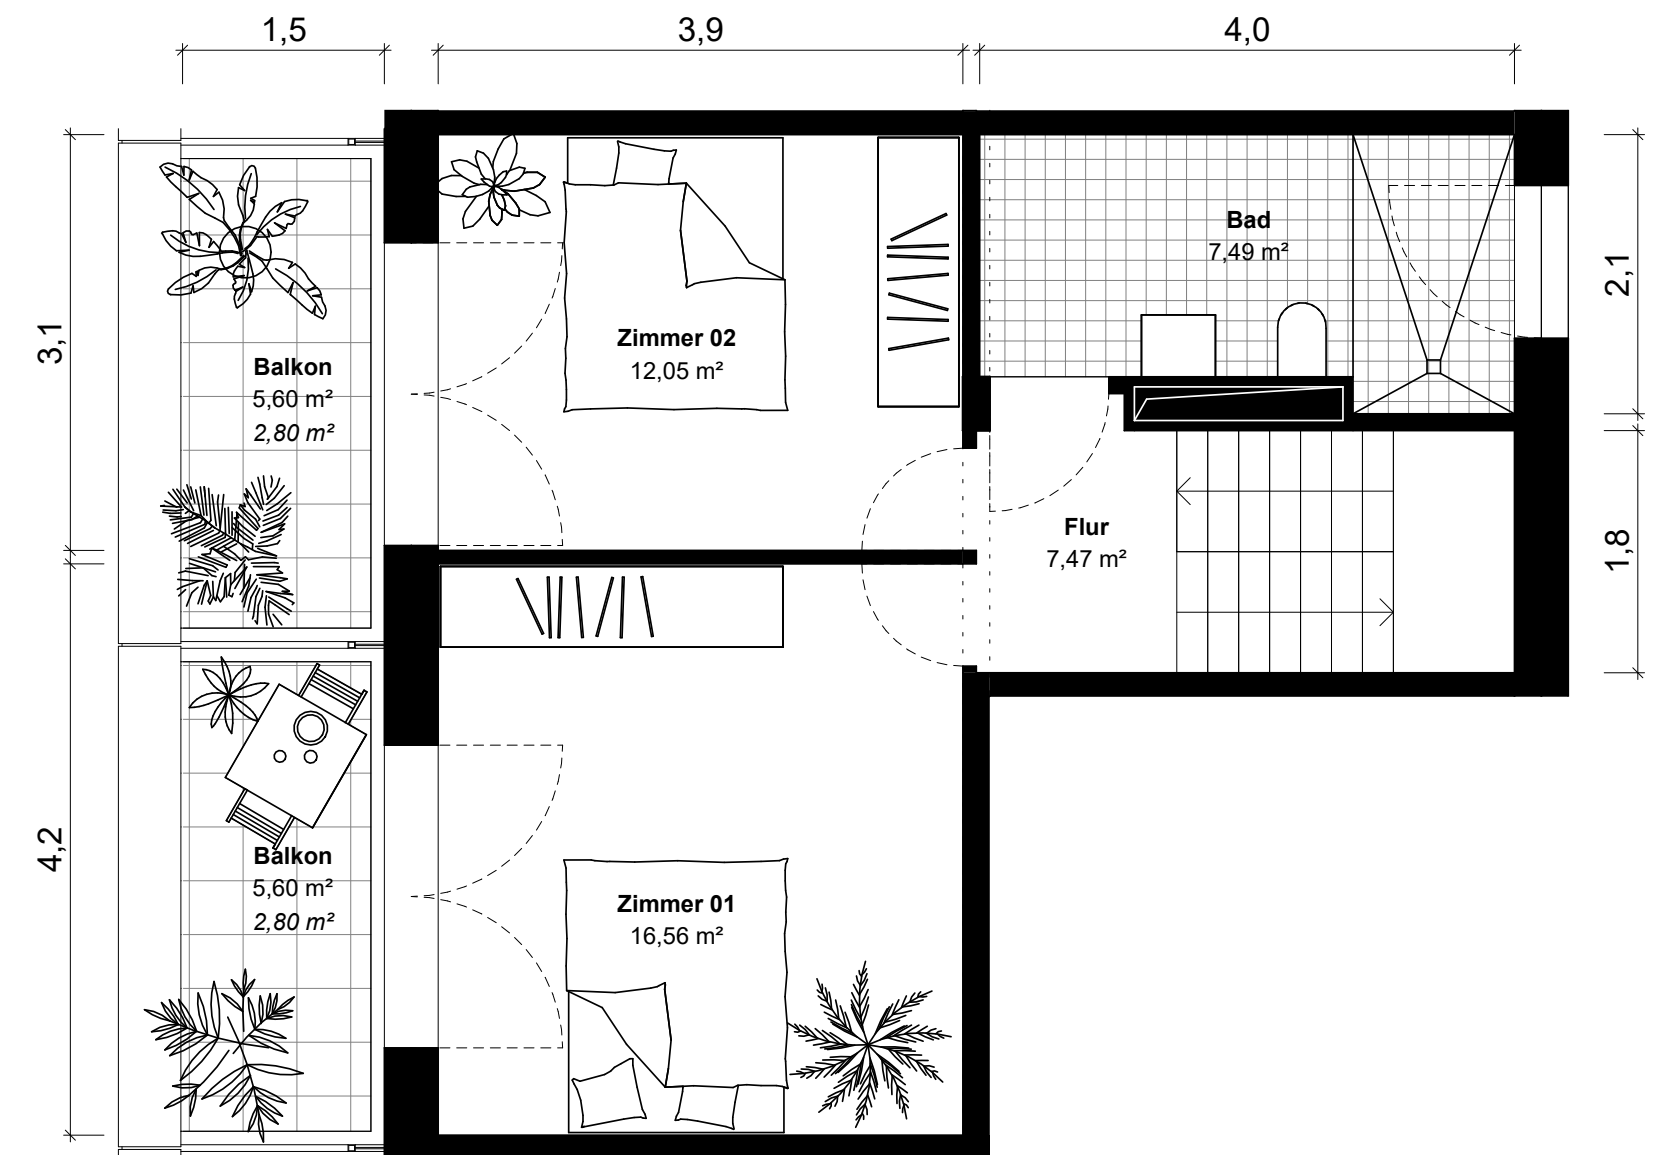 1,5
3,9
4,0
3,1
4,2
2,1
1,8
Balkon
5,60 m²
2,80 m²
Zimmer 02
12,05 m²
Bad
7,49 m²
Flur
7,47 m²
Balkon
5,60 m²
2,80 m²
Zimmer 01
16,56 m²